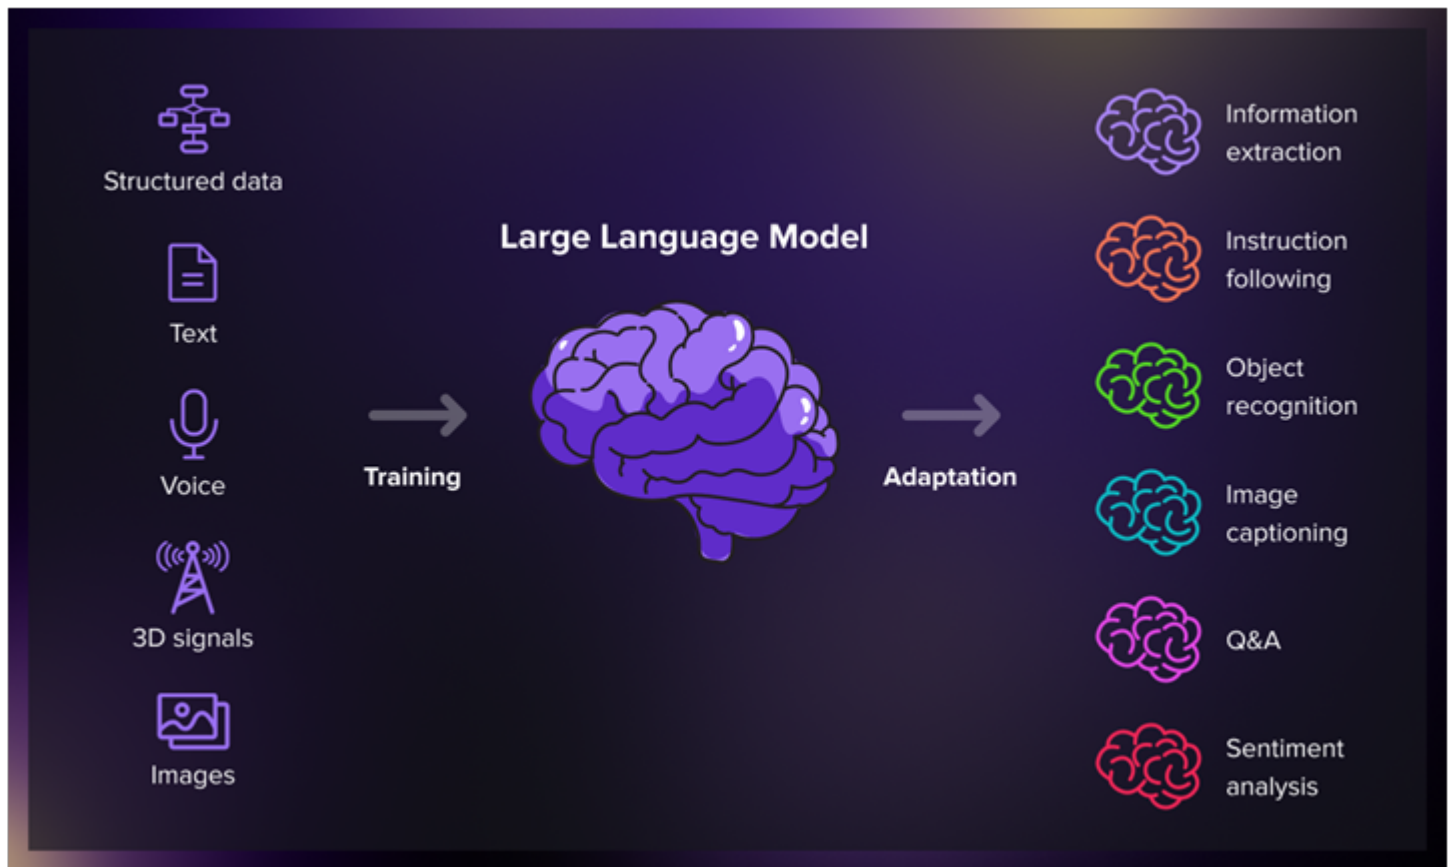 Structured data
Text
Voice
3D signals
Images
Training
Large Language Model
Adaptation
Information
extraction
Instruction
following
Object
recognition
Image
captioning
Q&A
Sentiment
analysis